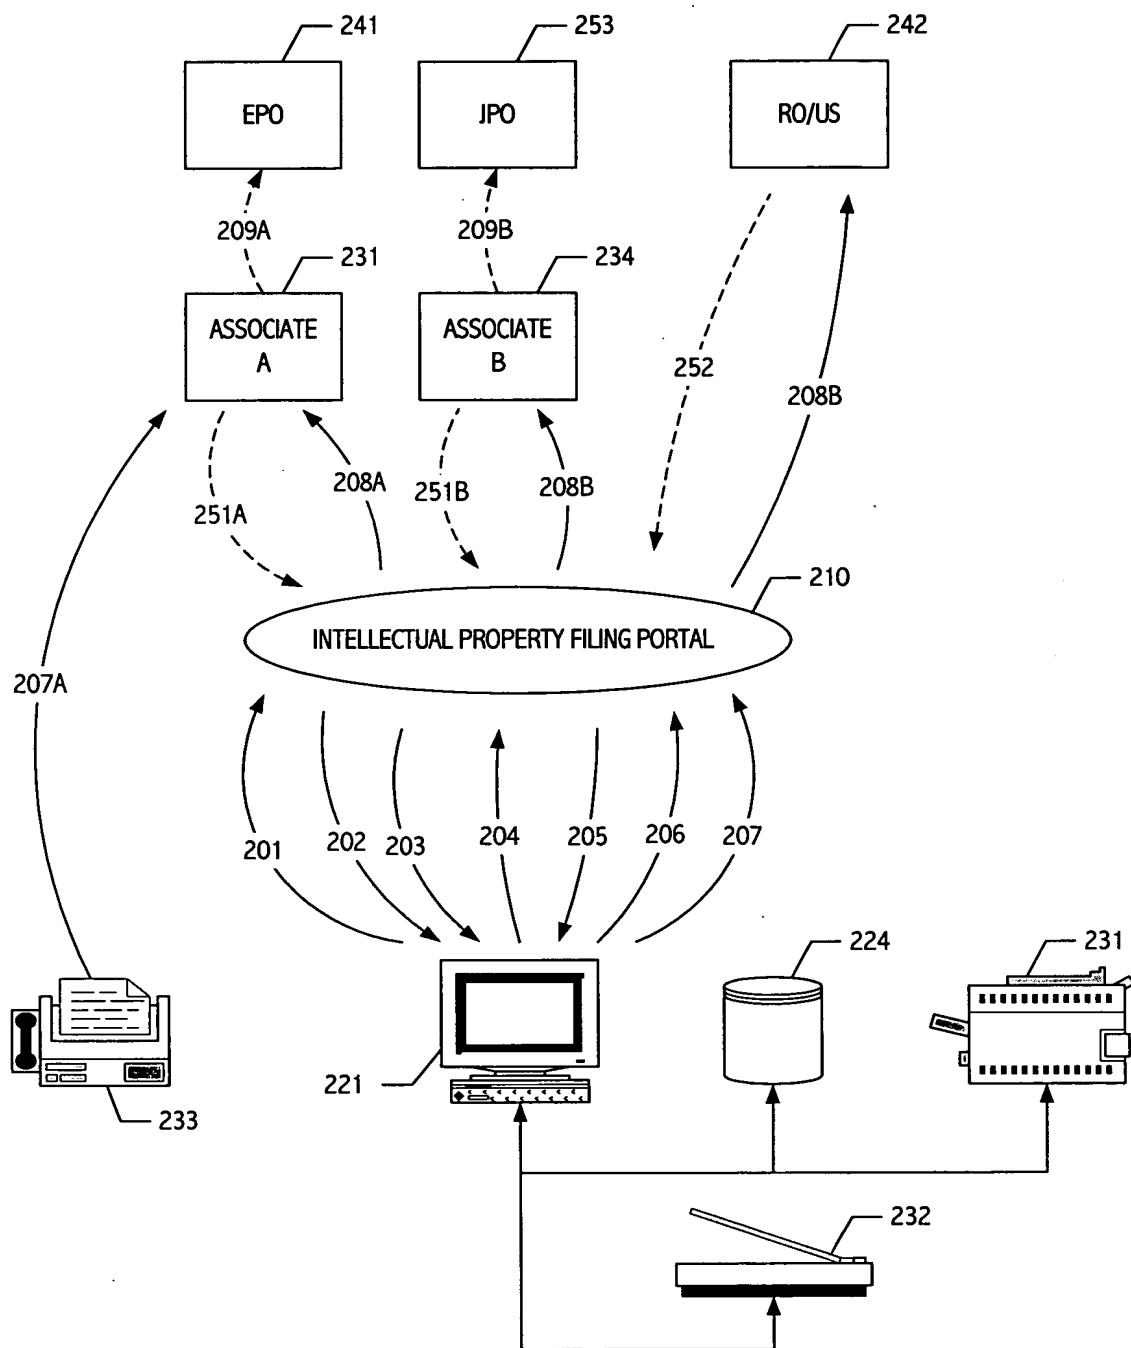 241
253
242
EPO
JPO
RO/US
209A
209B
231
234
ASSOCIATE
A
ASSOCIATE
B
252
208B
208A
251B
208B
251A
210
INTELLECTUAL PROPERTY FILING PORTAL
207A
201
202
203
204
205
206
207
224
231
221
233
232